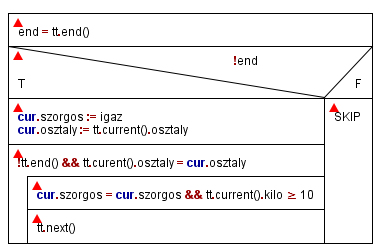 end = tt.end()
!end
T
F
cur.szorgos := igaz
SKIP
cur.osztaly := tt.current().osztaly
!tt.end() && tt.curent().osztaly = cur.osztaly
cur.szorgos = cur.szorgos && tt.current().kilo ≥ 10
tt.next()